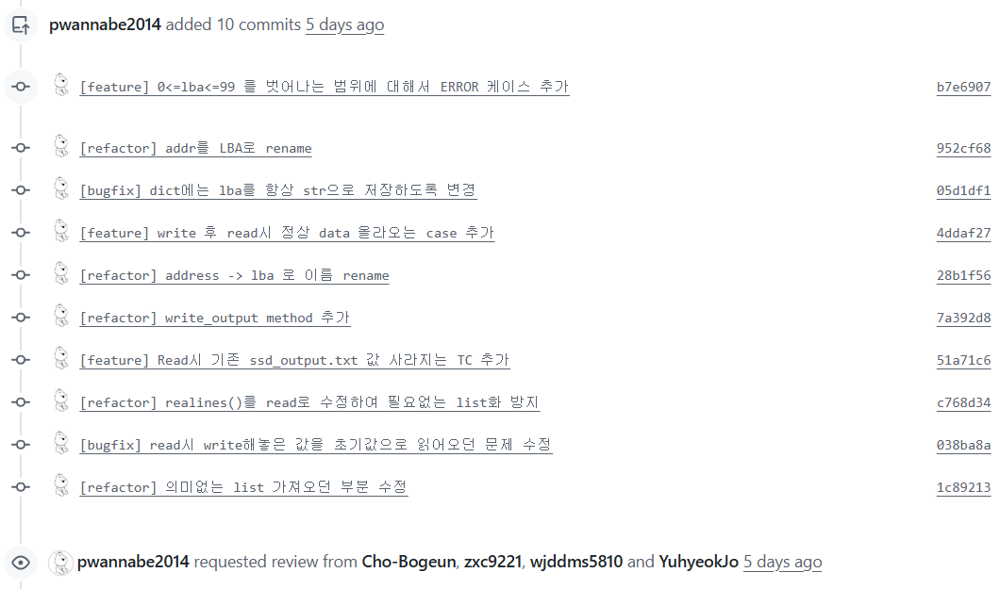 pwannabe2014 added 10 commits 5 days ago
[feature] 0<=lba<=99 를 벗어나는 범위에 대해서 ERROR 케이스 추가 b7e6907
[refactor] addr를 LBA로 rename 952cf68
[bugfix] dict에는 lba를 항상 str으로 저장하도록 변경 05d1df1
[feature] write 후 read시 정상 data 올라오는 case 추가 4ddaf27
[refactor] address -> lba 로 이름 rename 28b1f56
[refactor] write_output method 추가 7a392d8
[feature] Read시 기존 ssd_output.txt 값 사라지는 TC 추가 51a71c6
[refactor] realines()를 read로 수정하여 필요없는 list화 방지 c768d34
[bugfix] read시 write해놓은 값을 초기값으로 읽어오던 문제 수정 038ba8a
[refactor] 의미없는 list 가져오던 부분 수정 1c89213
pwannabe2014 requested review from Cho-Bogeun, zxc9221, wjddms5810 and YuhyeokJo 5 days ago